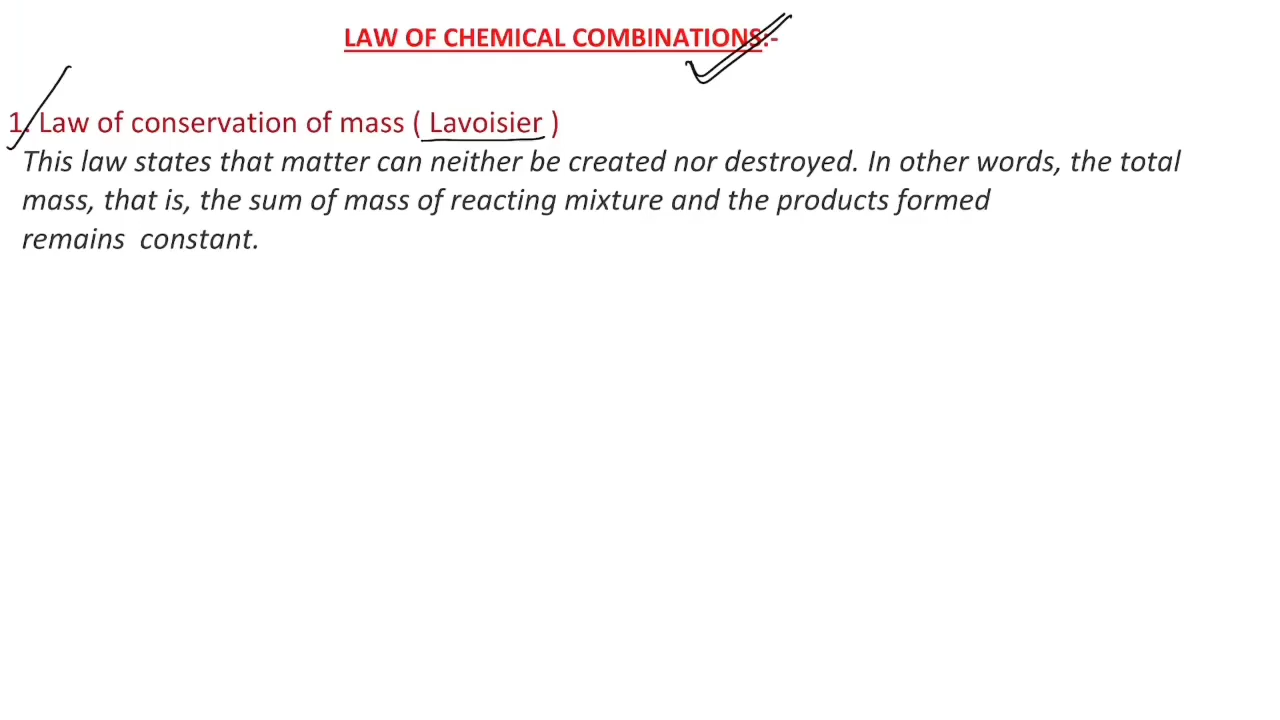 LAW OF CHEMICAL COMBINATIONS:-
1. Law of conservation of mass ( Lavoisier )
This law states that matter can neither be created nor destroyed. In other words, the total
mass, that is, the sum of mass of reacting mixture and the products formed
remains constant.